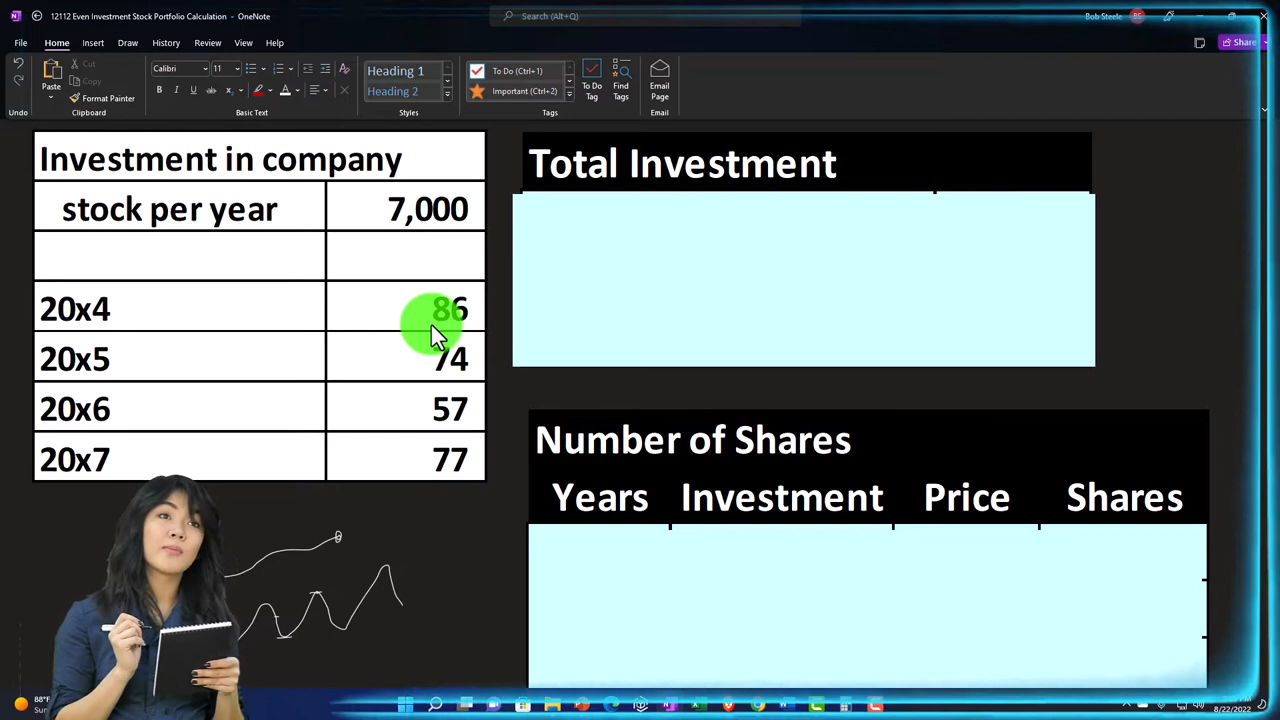 12112 Even Investment Stock Portfolio Calculation - OneNote
Search (Alt+Q)
Bob Steele
File Home Insert Draw History Review View Help
Share
Undo
Paste
Cut
Copy
Format Painter
Clipboard
Calibri 11
B I U
A
Basic Text
Heading 1
Heading 2
Styles
To Do (Ctrl+1)
Important (Ctrl+2)
To Do Tag
Find Tags
Tags
Email Page
Email
Investment in company
stock per year 7,000
20x4 86
20x5 74
20x6 57
20x7 77
Total Investment
Number of Shares
Years Investment Price Shares
88°F
8/22/2022